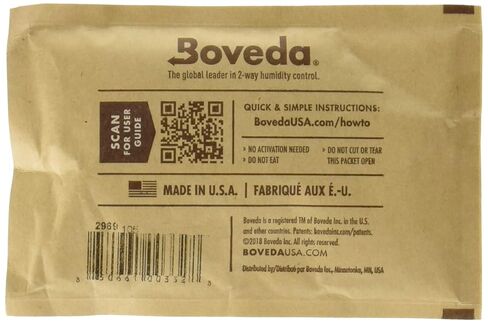 Boveda®
The global leader in 2-way humidity control.
SCAN
FOR USER
GUIDE
QUICK & SIMPLE INSTRUCTIONS:
BovedaUSA.com/howto
› NO ACTIVATION NEEDED
› DO NOT EAT
› DO NOT CUT OR TEAR
THIS PACKET OPEN
MADE IN U.S.A. | FABRIQUÉ AUX É.-U.
Boveda is a registered TM of Boveda Inc. in the U.S.
and other countries. Patents: bovedainc.com/patents.
©2018 Boveda Inc. All rights reserved.
BOVEDAUSA.COM
Distributed by/Distribué par Boveda Inc., Minnetonka, MN, USA
2969